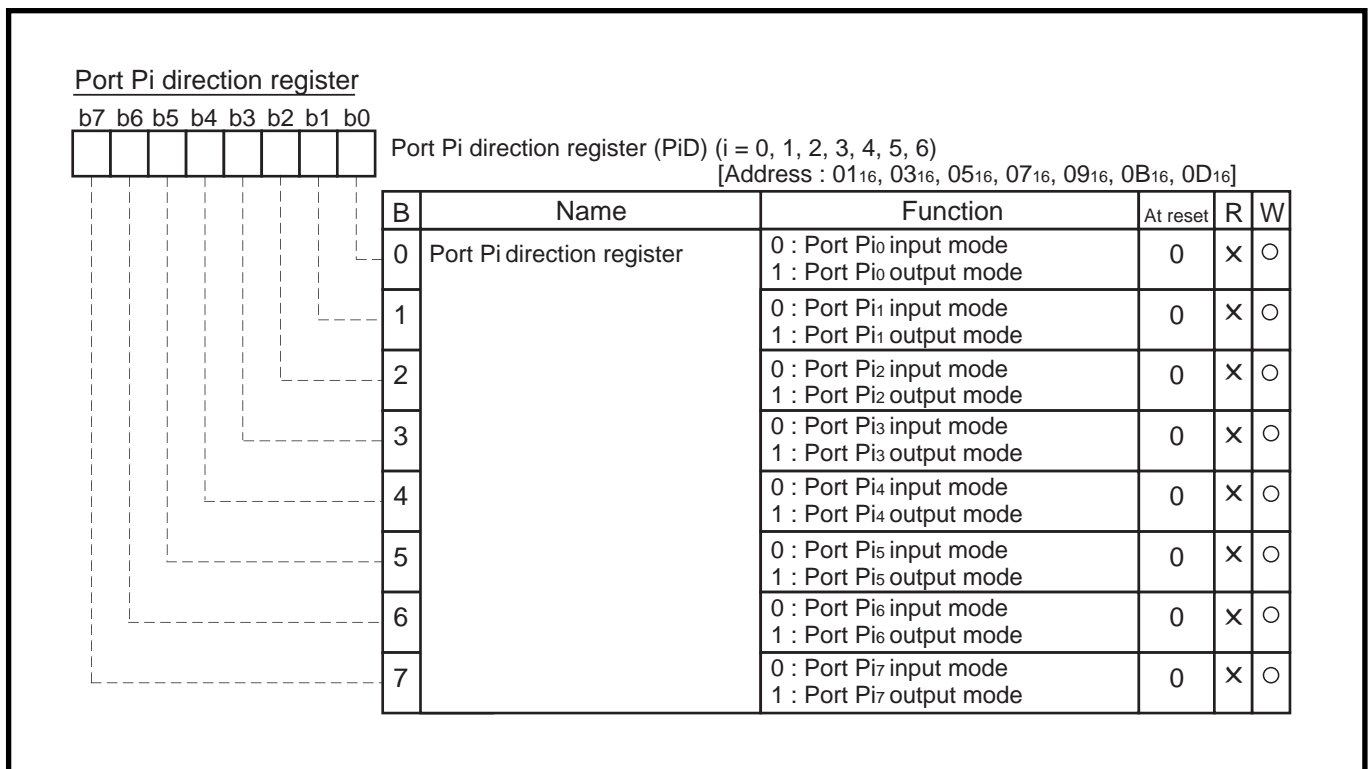 Port Pi direction register
b7 b6 b5 b4 b3 b2 b1 b0
Port Pi direction register (PiD) (i = 0, 1, 2, 3, 4, 5, 6)
[Address : 01₁₆, 03₁₆, 05₁₆, 07₁₆, 09₁₆, 0B₁₆, 0D₁₆]
B Name Function At reset R W
0 Port Pi direction register 0 : Port Pi₀ input mode 0 × ○
1 : Port Pi₀ output mode
1 0 : Port Pi₁ input mode 0 × ○
1 : Port Pi₁ output mode
2 0 : Port Pi₂ input mode 0 × ○
1 : Port Pi₂ output mode
3 0 : Port Pi₃ input mode 0 × ○
1 : Port Pi₃ output mode
4 0 : Port Pi₄ input mode 0 × ○
1 : Port Pi₄ output mode
5 0 : Port Pi₅ input mode 0 × ○
1 : Port Pi₅ output mode
6 0 : Port Pi₆ input mode 0 × ○
1 : Port Pi₆ output mode
7 0 : Port Pi₇ input mode 0 × ○
1 : Port Pi₇ output mode